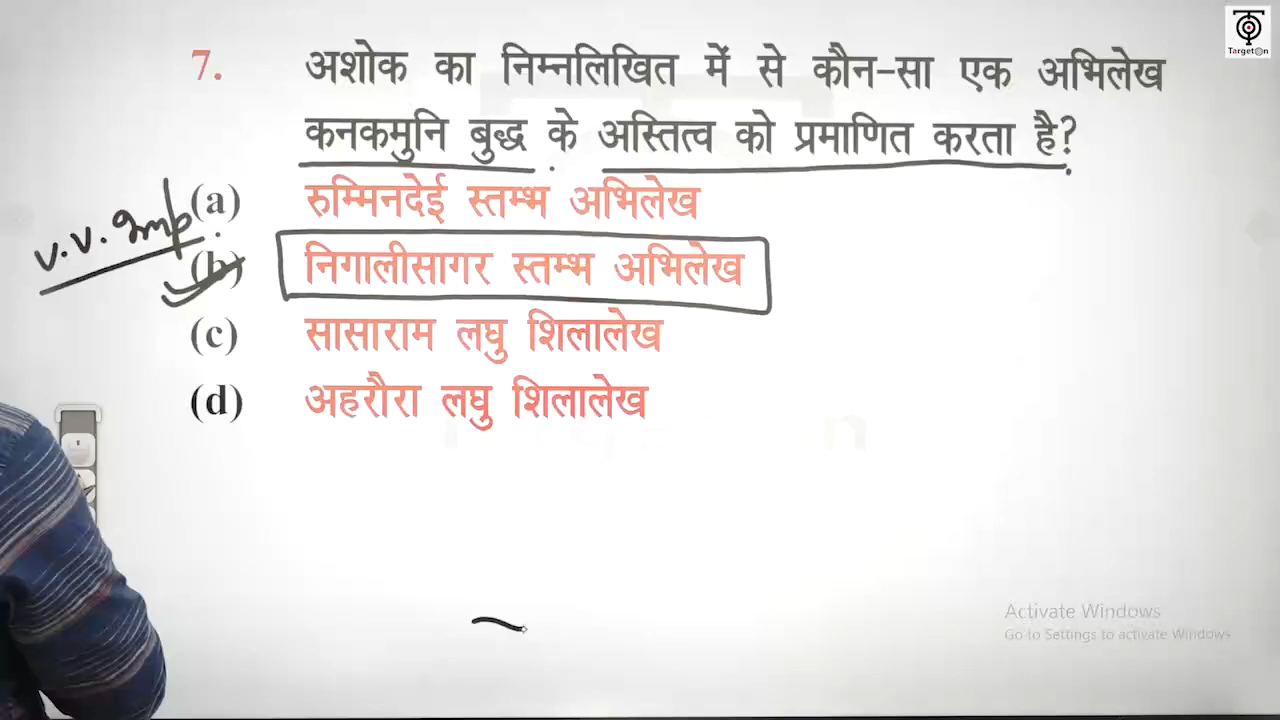 TargetOn
7. अशोक का निम्नलिखित में से कौन-सा एक अभिलेख
कनकमुनि बुद्ध के अस्तित्व को प्रमाणित करता है?
(a) रुम्मिनदेई स्तम्भ अभिलेख
v.v. Imp
(b) निगालीसागर स्तम्भ अभिलेख
(c) सासाराम लघु शिलालेख
(d) अहरौरा लघु शिलालेख
Activate Windows
Go to Settings to activate Windows